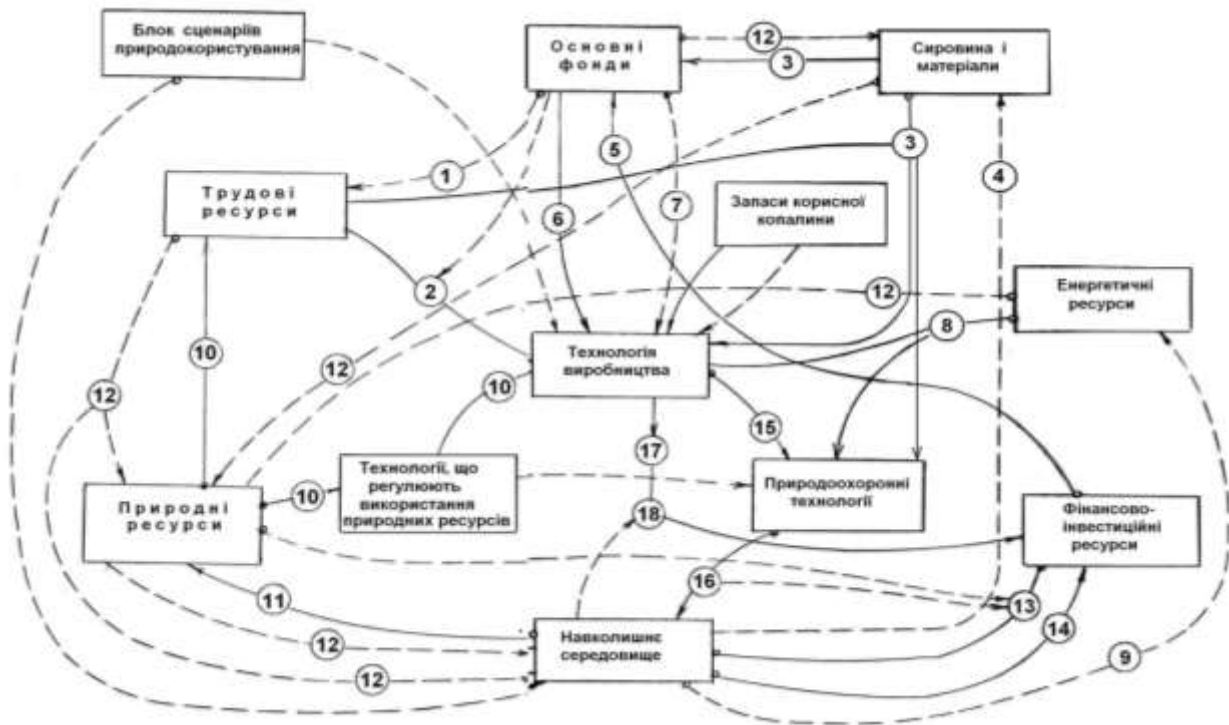 Блок сценаріїв
природокористування
Основні
фонди
12
3
Сировина і
матеріали
1
5
3
4
Трудові
ресурси
6
7
Запаси корисної
копалини
2
12
Енергетичні
ресурси
8
10
12
12
Технологія
виробництва
10
15
17
Технології, що
регулюють
використання
природних ресурсів
10
Природоохоронні
технології
Природні
ресурси
18
Фінансово-
інвестиційні
ресурси
16
11
13
14
12
Навколишнє
середовище
9
12